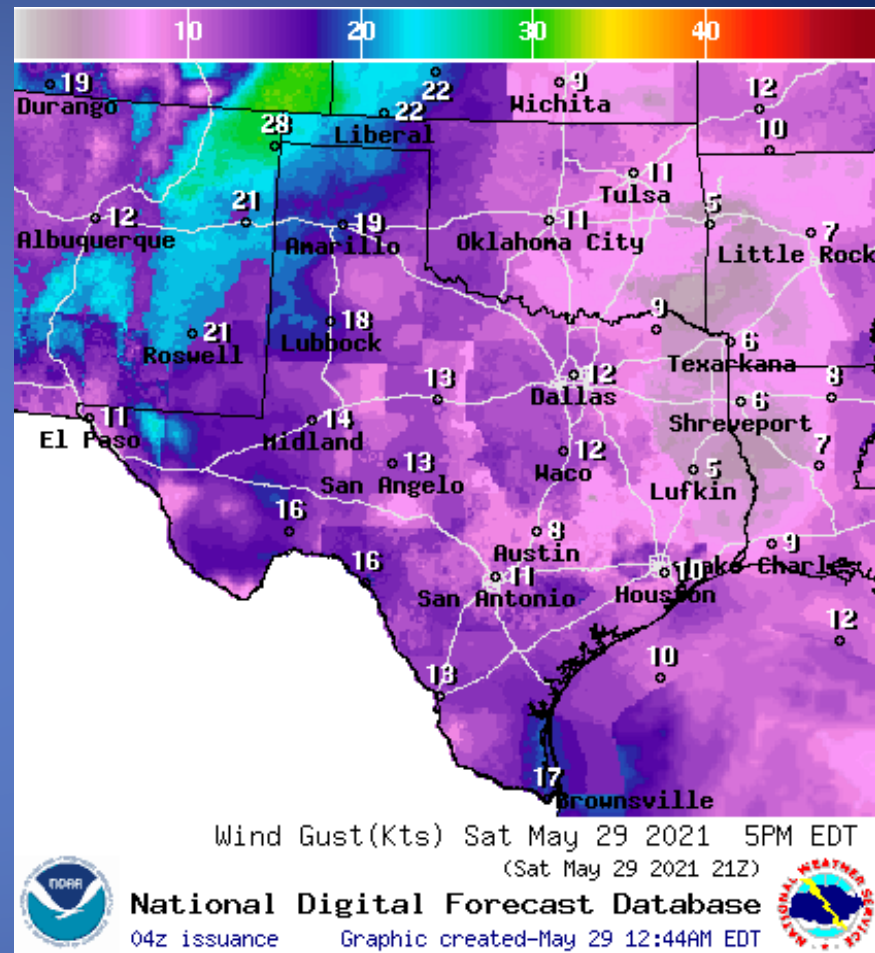 10 20 30 40
19 22 9 12
Durango 22 Wichita
28 Liberal 10
11
Tulsa
12 21 19 11 5 7
Albuquerque Amarillo Oklahoma City Little Rock
21 18 9 6
Roswell Lubbock Texarkana
13 12 6 8
Dallas Shreveport
11 14
El Paso Midland 13 12 5 7
San Angelo Waco Lufkin
16 8 9
Austin
16 11 10 Lake Charles
San Antonio Houston
12
13 10
17
Brownsville
Wind Gust(Kts) Sat May 29 2021 5PM EDT
(Sat May 29 2021 21Z)
NOAA
National Digital Forecast Database
04z issuance Graphic created-May 29 12:44AM EDT
NATIONAL WEATHER SERVICE